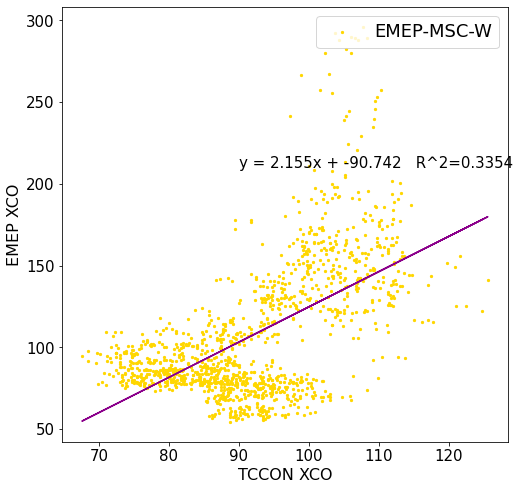 EMEP-MSC-W
y = 2.155x + -90.742 R^2=0.3354
EMEP XCO
300
250
200
150
100
50
70 80 90 100 110 120
TCCON XCO